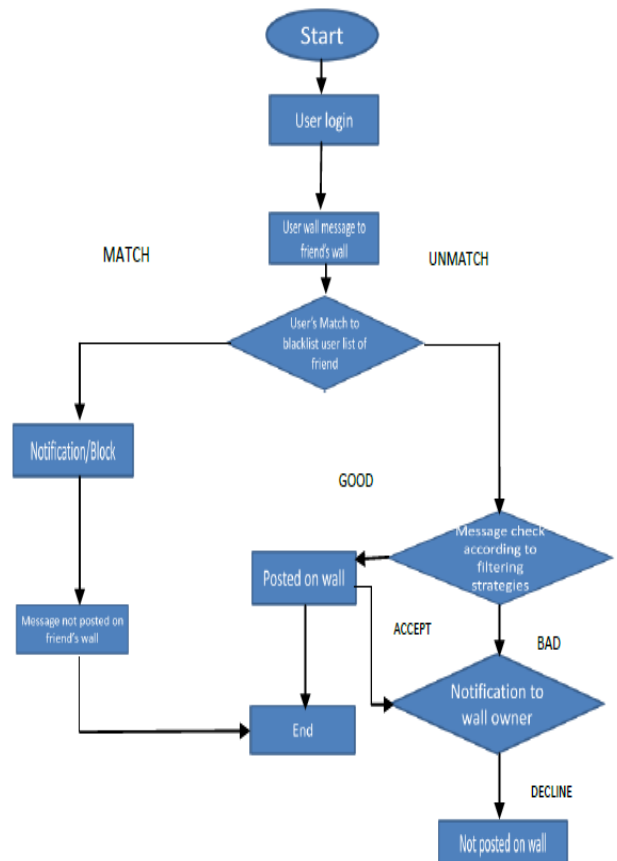 Start
User login
User wall message to
friend's wall
MATCH
UNMATCH
User's Match to
blacklist user list of
friend
Notification/Block
GOOD
Message check
according to
filtering
strategies
Posted on wall
Message not posted on
friend's wall
ACCEPT
BAD
Notification to
wall owner
End
DECLINE
Not posted on wall